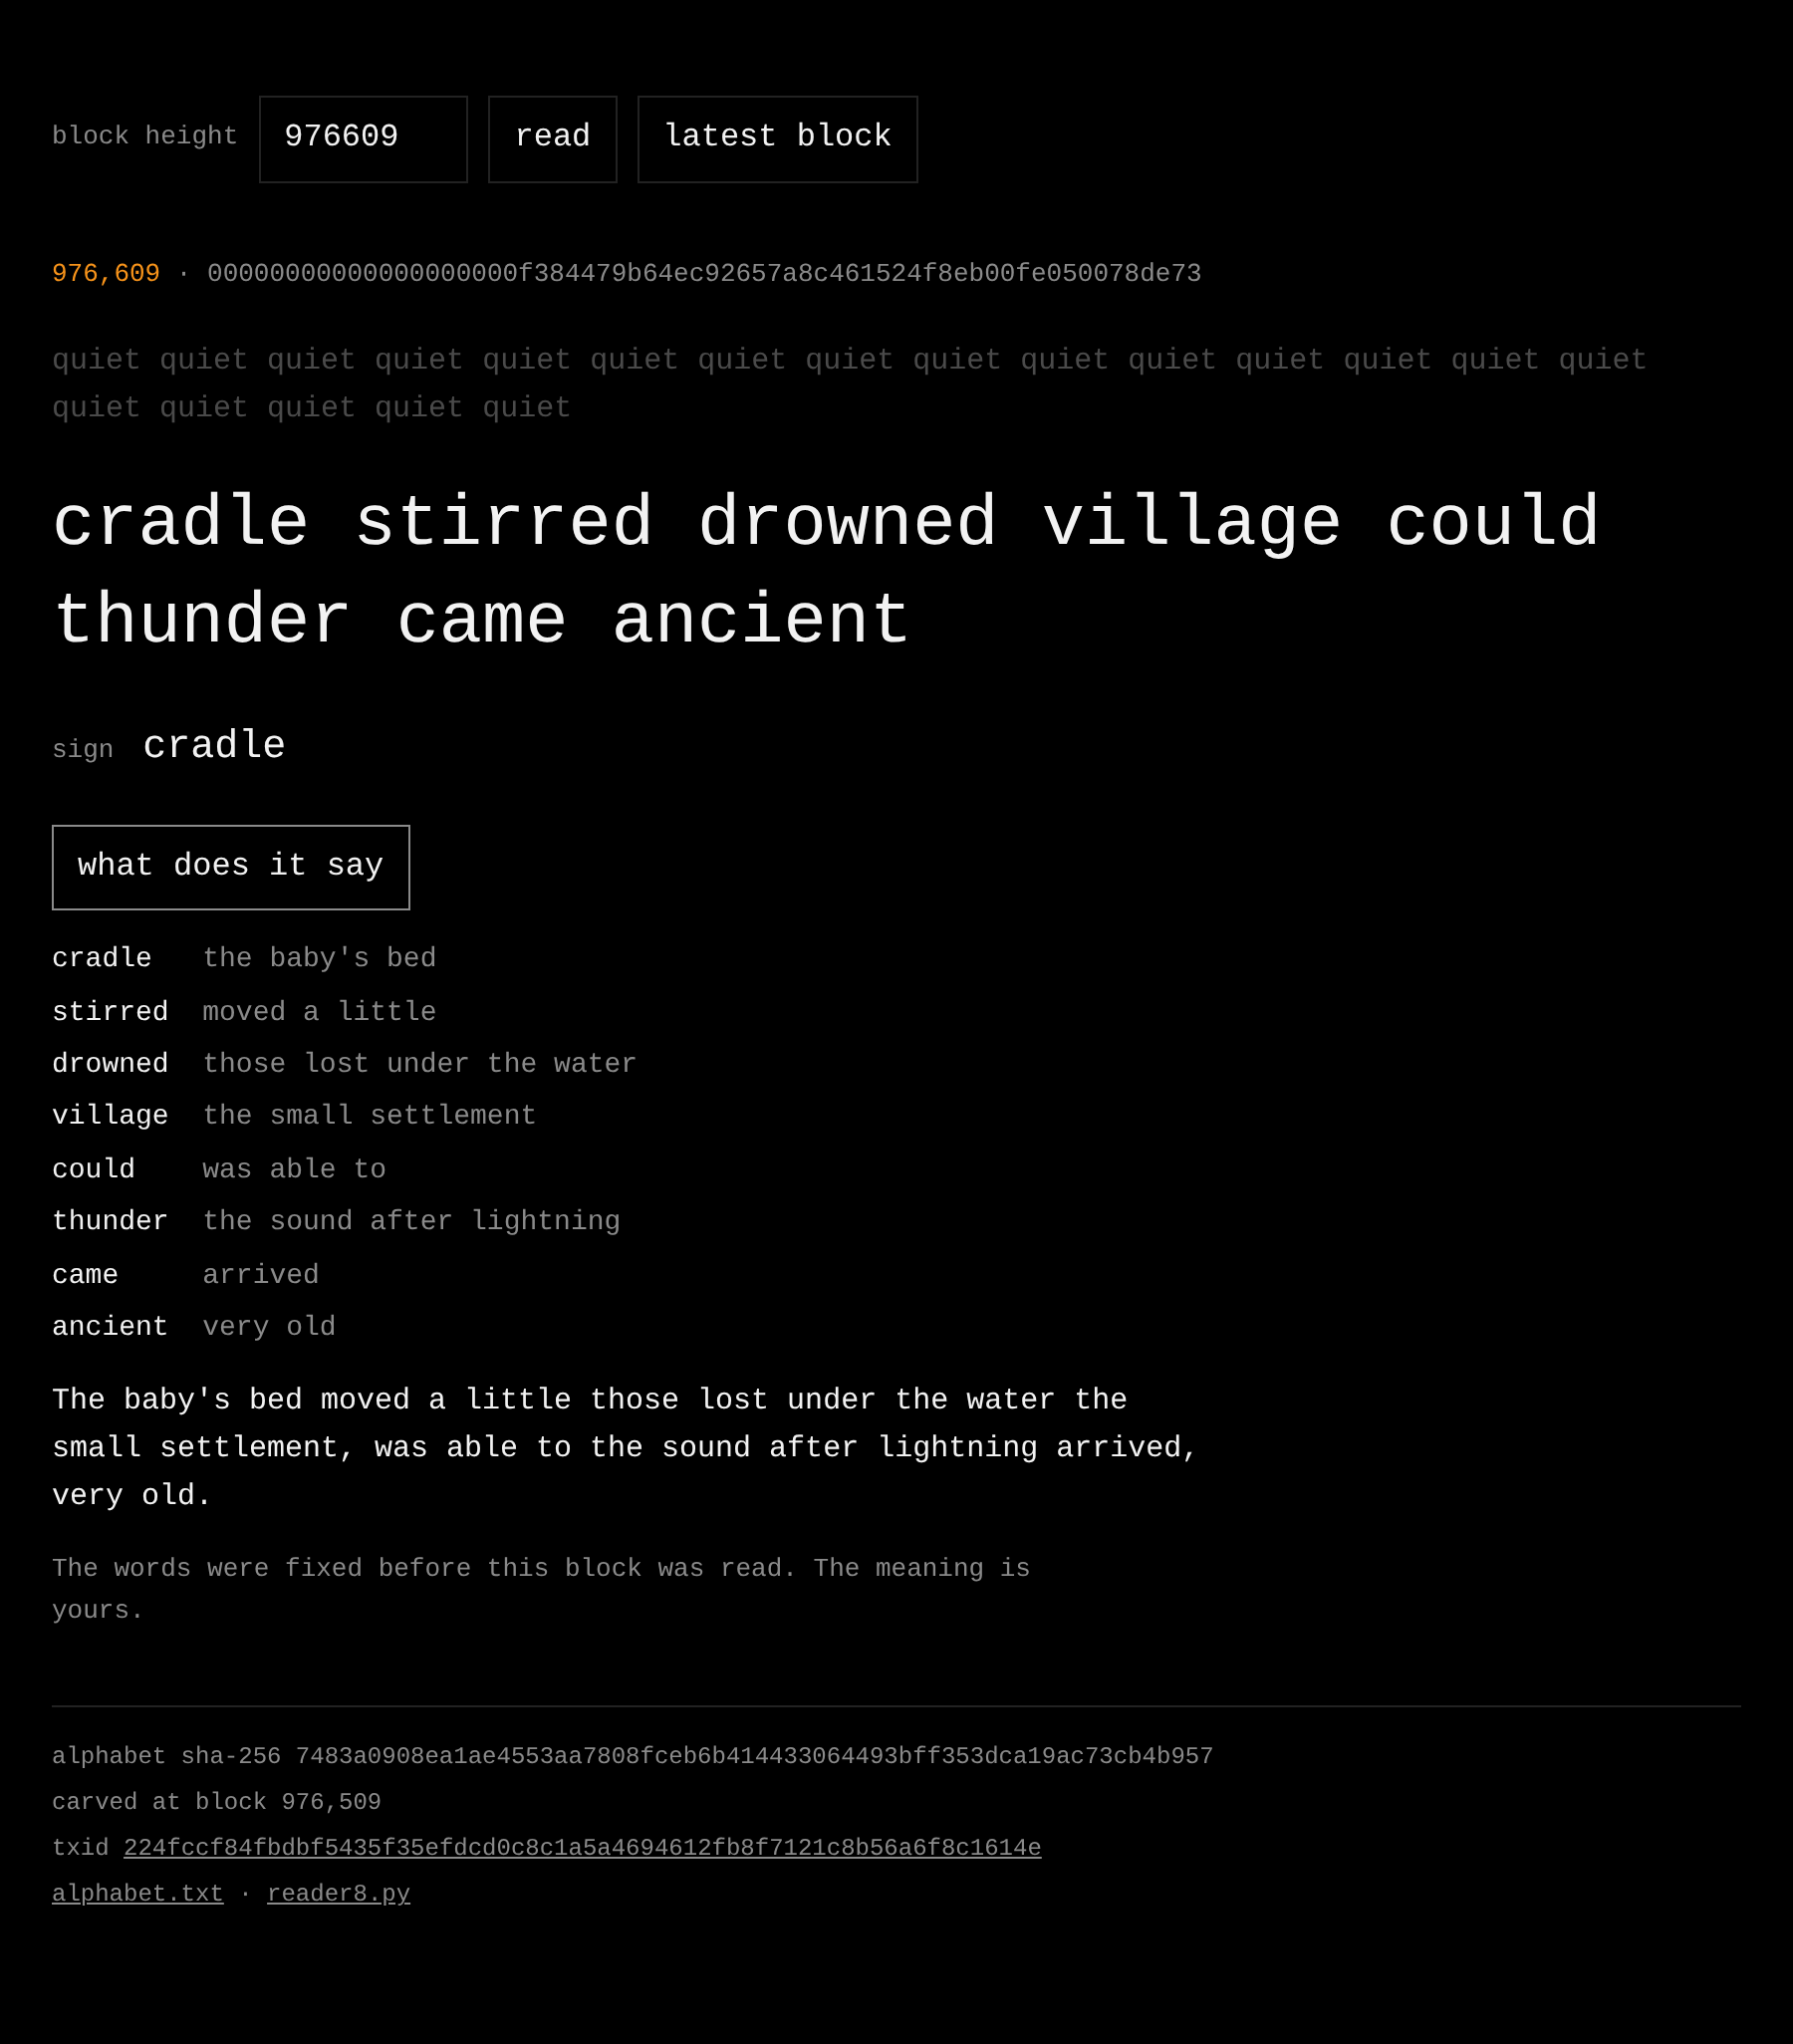 block height 976609 read latest block
976,609 · 00000000000000000000f384479b64ec92657a8c461524f8eb00fe050078de73
quiet quiet quiet quiet quiet quiet quiet quiet quiet quiet quiet quiet quiet quiet quiet
quiet quiet quiet quiet quiet
cradle stirred drowned village could
thunder came ancient
sign cradle
what does it say
cradle the baby's bed
stirred moved a little
drowned those lost under the water
village the small settlement
could was able to
thunder the sound after lightning
came arrived
ancient very old
The baby's bed moved a little those lost under the water the
small settlement, was able to the sound after lightning arrived,
very old.
The words were fixed before this block was read. The meaning is
yours.
alphabet sha-256 7483a0908ea1ae4553aa7808fceb6b414433064493bff353dca19ac73cb4b957
carved at block 976,509
txid 224fccf84fbdbf5435f35efdcd0c8c1a5a4694612fb8f7121c8b56a6f8c1614e
alphabet.txt · reader8.py